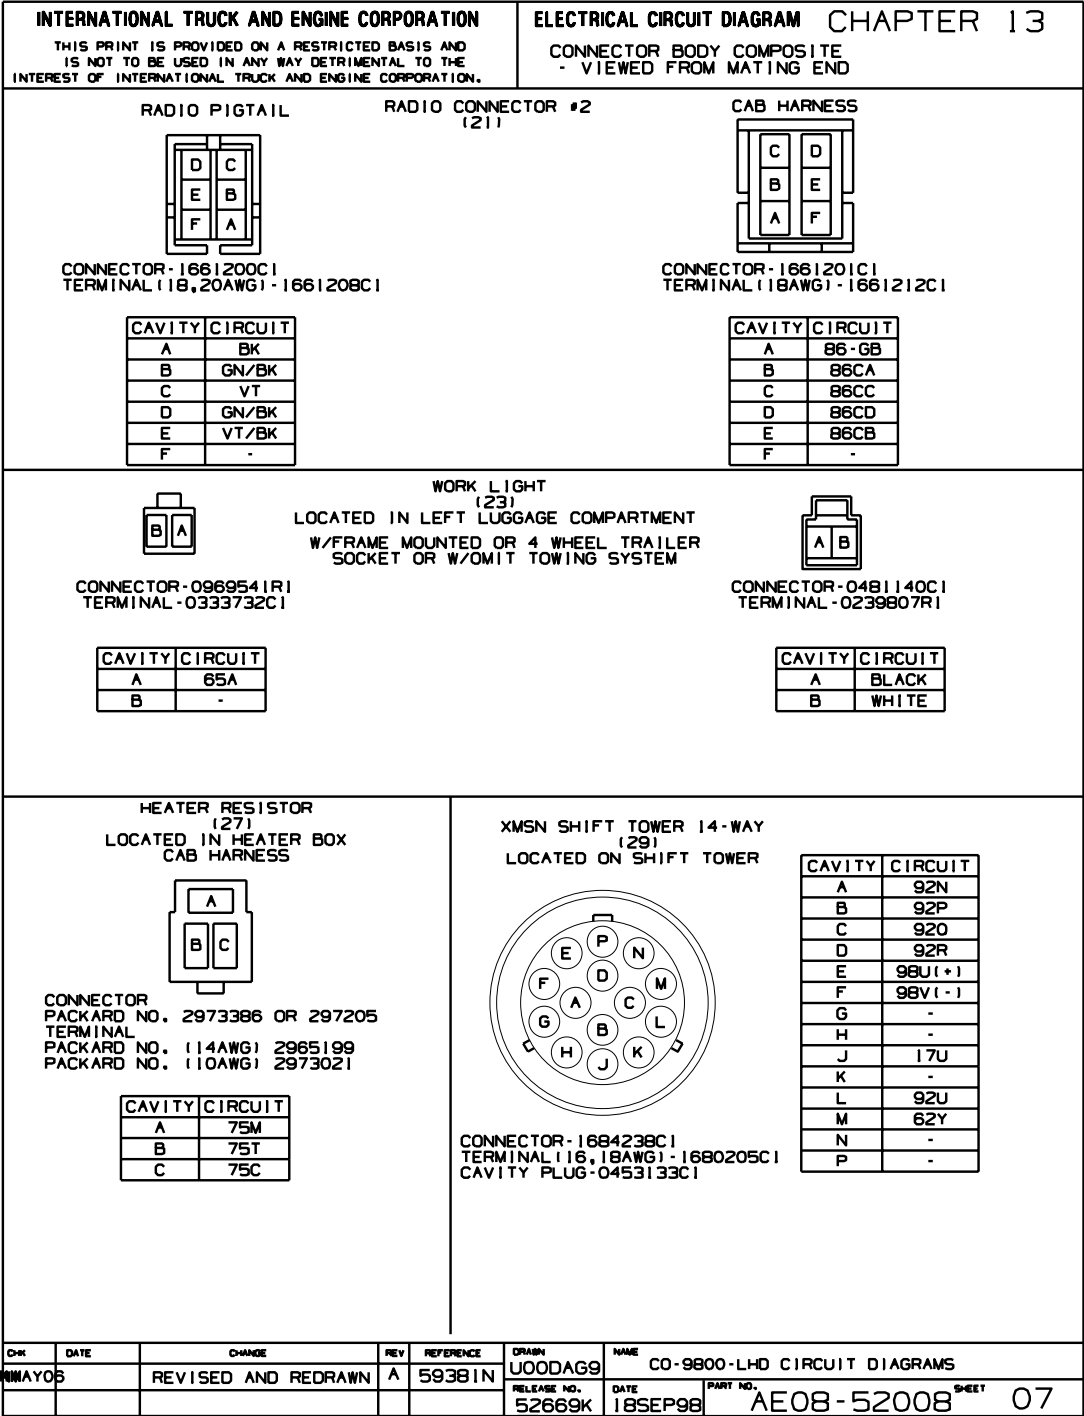 INTERNATIONAL TRUCK AND ENGINE CORPORATION
THIS PRINT IS PROVIDED ON A RESTRICTED BASIS AND
IS NOT TO BE USED IN ANY WAY DETRIMENTAL TO THE
INTEREST OF INTERNATIONAL TRUCK AND ENGINE CORPORATION.
ELECTRICAL CIRCUIT DIAGRAM CHAPTER 13
CONNECTOR BODY COMPOSITE
- VIEWED FROM MATING END
RADIO CONNECTOR #2
(21)
RADIO PIGTAIL
D C
E B
F A
CONNECTOR-1661200C1
TERMINAL(18,20AWG)-1661208C1
CAVITY CIRCUIT
A BK
B GN/BK
C VT
D GN/BK
E VT/BK
F -
CAB HARNESS
C D
B E
A F
CONNECTOR-1661201C1
TERMINAL(18AWG)-1661212C1
CAVITY CIRCUIT
A 86-GB
B 86CA
C 86CC
D 86CD
E 86CB
F -
WORK LIGHT
(23)
LOCATED IN LEFT LUGGAGE COMPARTMENT
W/FRAME MOUNTED OR 4 WHEEL TRAILER
SOCKET OR W/OMIT TOWING SYSTEM
B A
CONNECTOR-0969541R1
TERMINAL-0333732C1
CAVITY CIRCUIT
A 65A
B -
A B
CONNECTOR-0481140C1
TERMINAL-0239807R1
CAVITY CIRCUIT
A BLACK
B WHITE
HEATER RESISTOR
(27)
LOCATED IN HEATER BOX
CAB HARNESS
A
B C
CONNECTOR
PACKARD NO. 2973386 OR 297205
TERMINAL
PACKARD NO. (14AWG) 2965199
PACKARD NO. (10AWG) 2973021
CAVITY CIRCUIT
A 75M
B 75T
C 75C
XMSN SHIFT TOWER 14-WAY
(29)
LOCATED ON SHIFT TOWER
P
E N
D
F M
A C
G L
B
H K
J
CONNECTOR-1684238C1
TERMINAL(16,18AWG)-1680205C1
CAVITY PLUG-0453133C1
CAVITY CIRCUIT
A 92N
B 92P
C 920
D 92R
E 98U(+)
F 98V(-)
G -
H -
J 17U
K -
L 92U
M 62Y
N -
P -
CHK DATE CHANGE REV REFERENCE
MAY06 REVISED AND REDRAWN A 59381N
DRAWN
U00DAG9
NAME
CO-9800-LHD CIRCUIT DIAGRAMS
RELEASE NO.
52669K
DATE
18SEP98
PART NO.
AE08-52008
SHEET
07